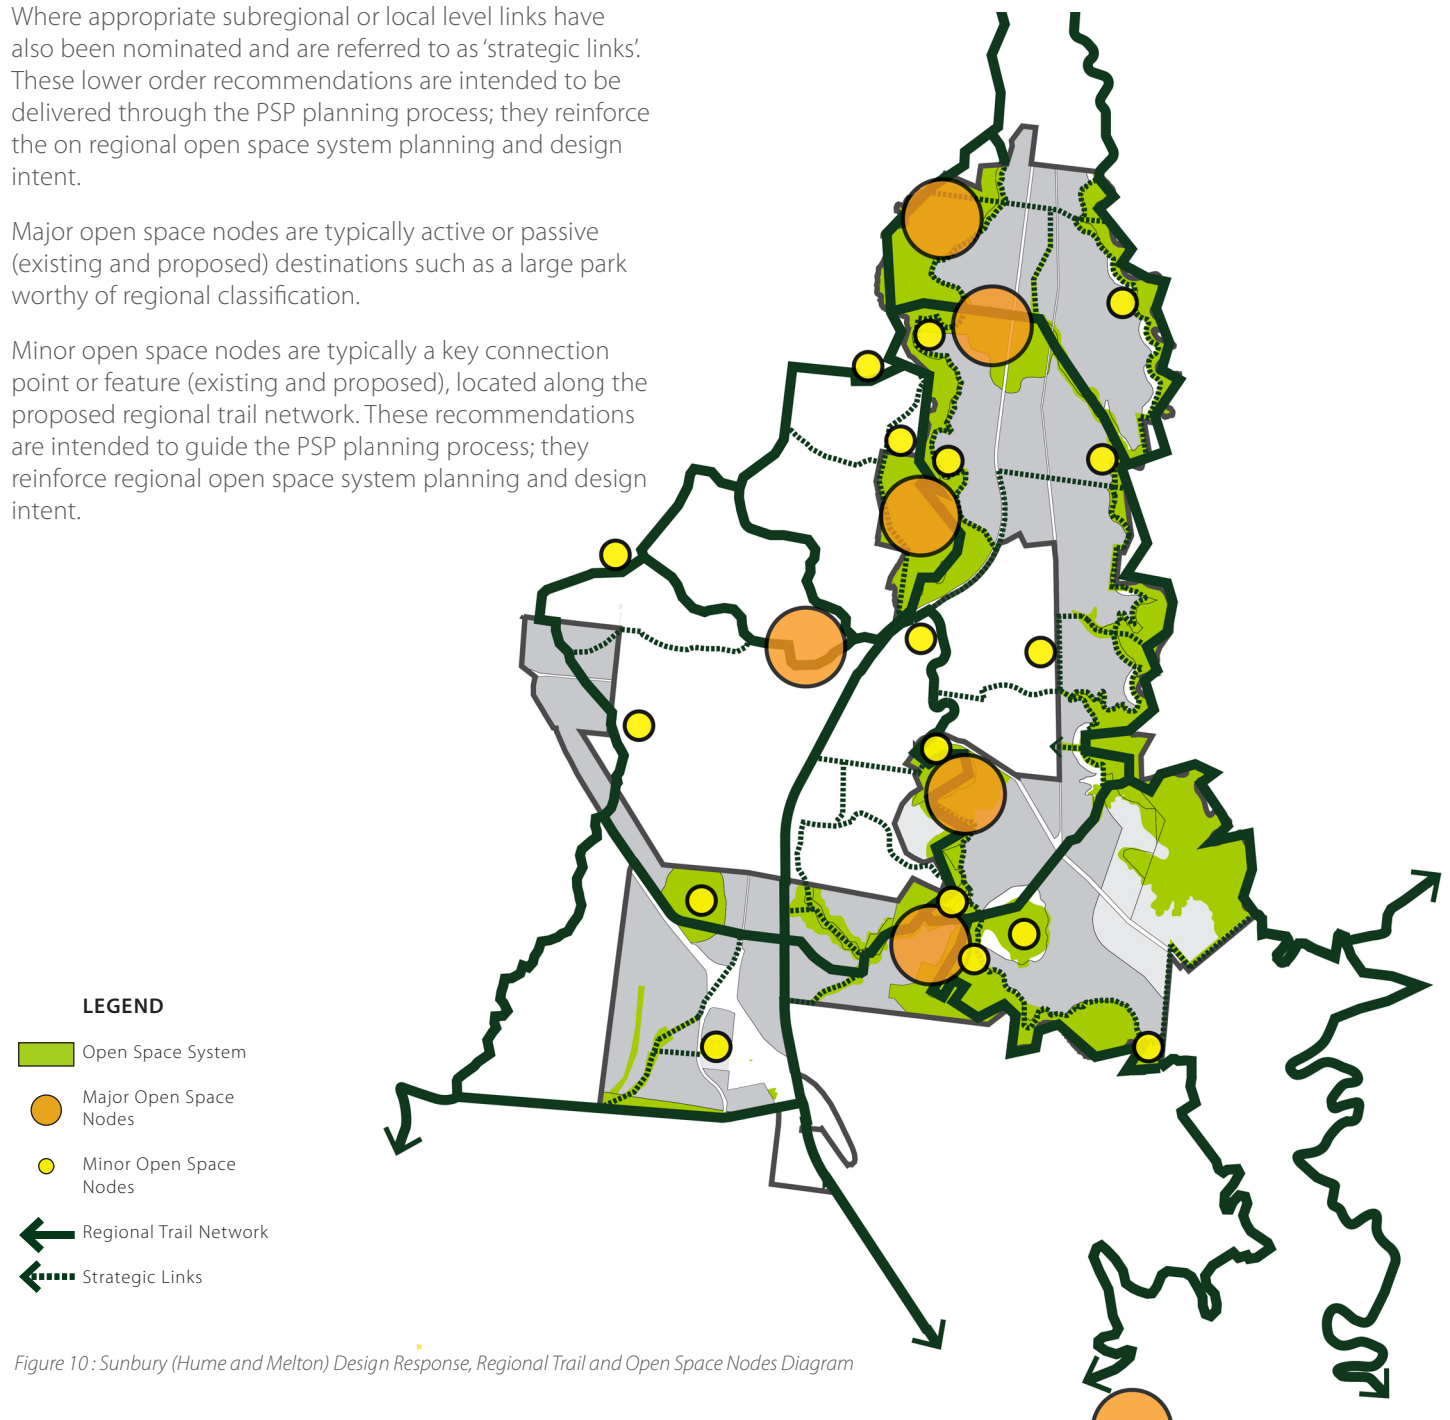 Where appropriate subregional or local level links have
also been nominated and are referred to as ‘strategic links’.
These lower order recommendations are intended to be
delivered through the PSP planning process; they reinforce
the on regional open space system planning and design
intent.
Major open space nodes are typically active or passive
(existing and proposed) destinations such as a large park
worthy of regional classification.
Minor open space nodes are typically a key connection
point or feature (existing and proposed), located along the
proposed regional trail network. These recommendations
are intended to guide the PSP planning process; they
reinforce regional open space system planning and design
intent.
LEGEND
Open Space System
Major Open Space
Nodes
Minor Open Space
Nodes
Regional Trail Network
Strategic Links
Figure 10 : Sunbury (Hume and Melton) Design Response, Regional Trail and Open Space Nodes Diagram